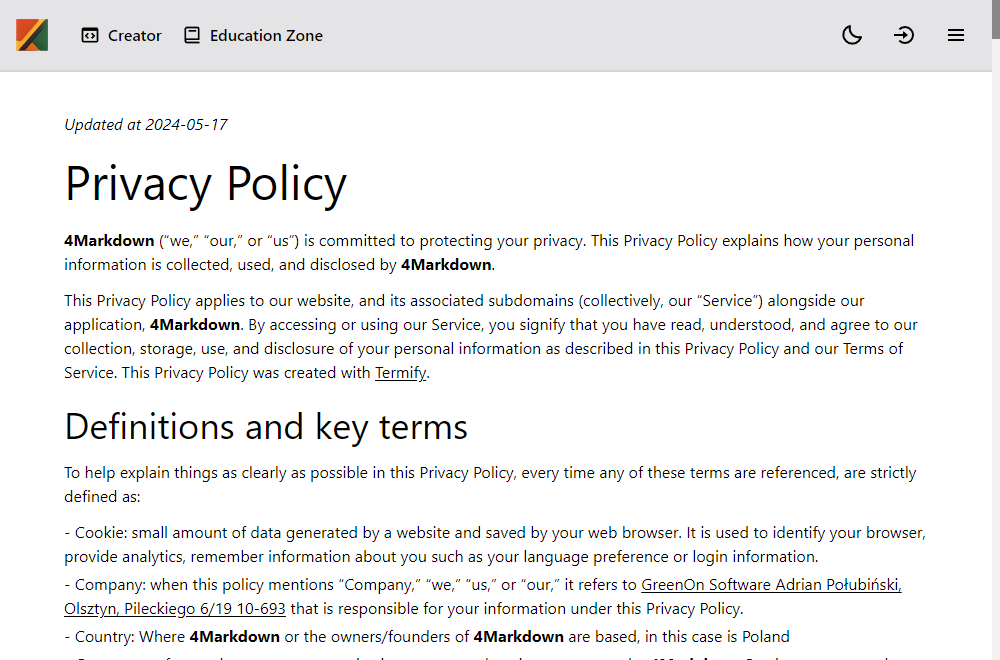 Creator
Education Zone
Updated at 2024-05-17
Privacy Policy
4Markdown (“we,” “our,” or “us”) is committed to protecting your privacy. This Privacy Policy explains how your personal
information is collected, used, and disclosed by 4Markdown.
This Privacy Policy applies to our website, and its associated subdomains (collectively, our “Service”) alongside our
application, 4Markdown. By accessing or using our Service, you signify that you have read, understood, and agree to our
collection, storage, use, and disclosure of your personal information as described in this Privacy Policy and our Terms of
Service. This Privacy Policy was created with Termify.
Definitions and key terms
To help explain things as clearly as possible in this Privacy Policy, every time any of these terms are referenced, are strictly
defined as:
- Cookie: small amount of data generated by a website and saved by your web browser. It is used to identify your browser,
provide analytics, remember information about you such as your language preference or login information.
- Company: when this policy mentions “Company,” “we,” “us,” or “our,” it refers to GreenOn Software Adrian Połubiński,
Olsztyn, Pileckiego 6/19 10-693 that is responsible for your information under this Privacy Policy.
- Country: Where 4Markdown or the owners/founders of 4Markdown are based, in this case is Poland